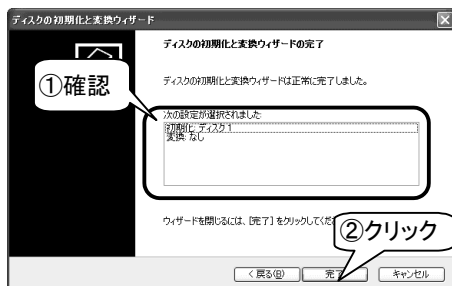 ディスクの初期化と変換ウィザード
ディスクの初期化と変換ウィザードの完了
①確認
ディスクの初期化と変換ウィザードは正常に完了しました。
次の設定が選択されました:
初期化: ディスク 1
変換: なし
ウィザードを閉じるには、[完了] をクリックしてくだ
②クリック
< 戻る(B)
完了
キャンセル